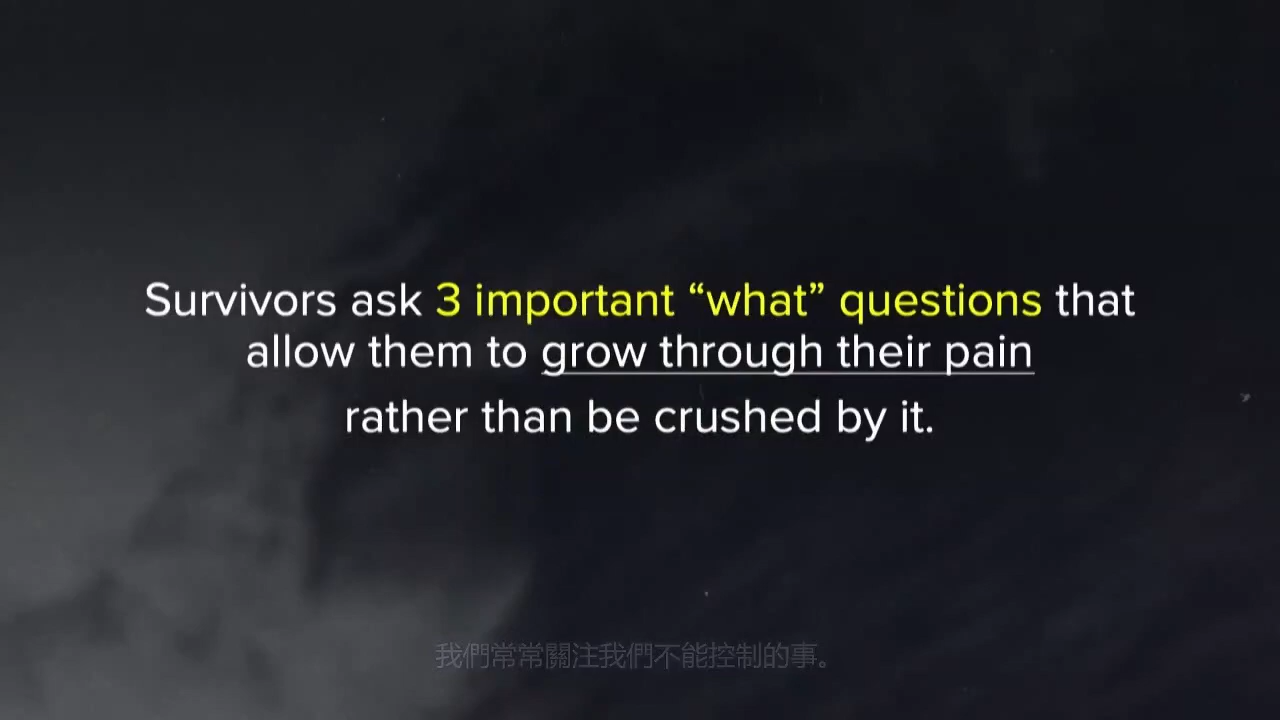 Survivors ask 3 important “what” questions that
allow them to grow through their pain
rather than be crushed by it.
我們常常關注我們不能控制的事。